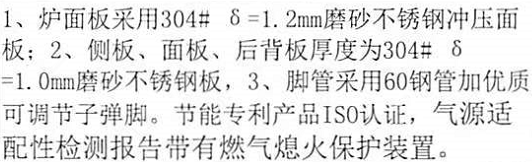 1、炉面板采用304# δ=1.2mm磨砂不锈钢冲压面
板；2、侧板、面板、后背板厚度为304# δ
=1.0mm磨砂不锈钢板，3、脚管采用60钢管加优质
可调节子弹脚。节能专利产品ISO认证，气源适
配性检测报告带有燃气熄火保护装置。